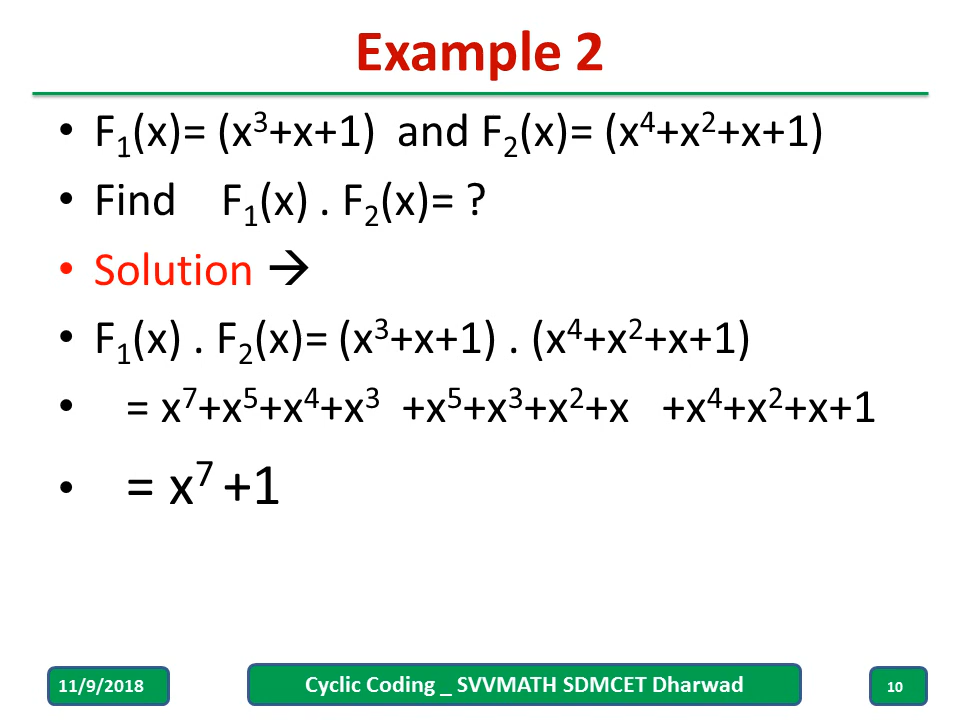 Example 2
• F₁(x)= (x³+x+1)  and F₂(x)= (x⁴+x²+x+1)
• Find    F₁(x) . F₂(x)= ?
• Solution →
• F₁(x) . F₂(x)= (x³+x+1) . (x⁴+x²+x+1)
•    = x⁷+x⁵+x⁴+x³  +x⁵+x³+x²+x   +x⁴+x²+x+1
•    = x⁷ +1
11/9/2018
Cyclic Coding _ SVVMATH SDMCET Dharwad
10